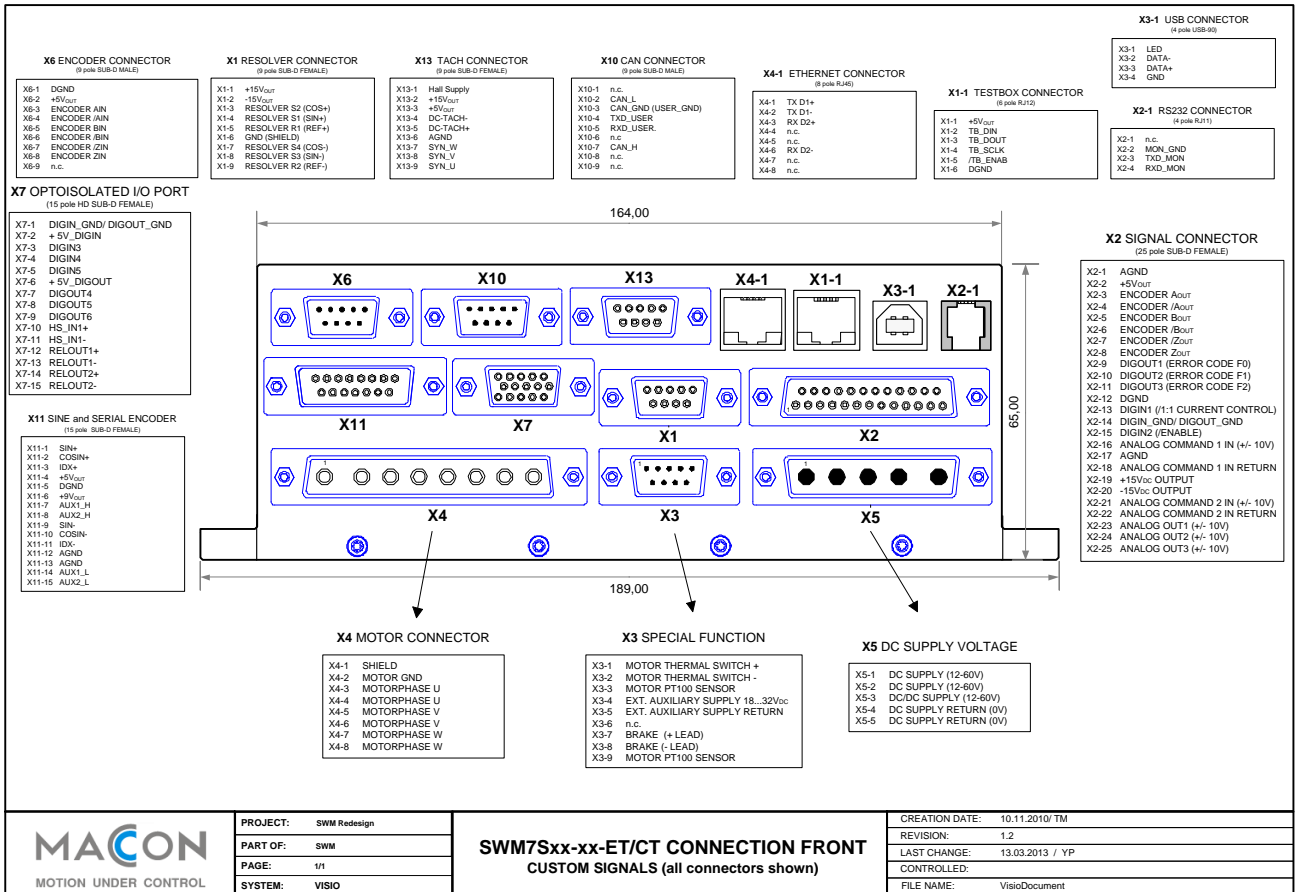 X6 ENCODER CONNECTOR
(9 pole SUB-D MALE)
X6-1 DGND
X6-2 +5VOUT
X6-3 ENCODER AIN
X6-4 ENCODER /AIN
X6-5 ENCODER BIN
X6-6 ENCODER /BIN
X6-7 ENCODER /ZIN
X6-8 ENCODER ZIN
X6-9 n.c.
X1 RESOLVER CONNECTOR
(9 pole SUB-D FEMALE)
X1-1 +15VOUT
X1-2 -15VOUT
X1-3 RESOLVER S2 (COS+)
X1-4 RESOLVER S1 (SIN+)
X1-5 RESOLVER R1 (REF+)
X1-6 GND (SHIELD)
X1-7 RESOLVER S4 (COS-)
X1-8 RESOLVER S3 (SIN-)
X1-9 RESOLVER R2 (REF-)
X13 TACH CONNECTOR
(9 pole SUB-D FEMALE)
X13-1 Hall Supply
X13-2 +15VOUT
X13-3 +5VOUT
X13-4 DC-TACH-
X13-5 DC-TACH+
X13-6 AGND
X13-7 SYN_W
X13-8 SYN_V
X13-9 SYN_U
X10 CAN CONNECTOR
(9 pole SUB-D MALE)
X10-1 n.c.
X10-2 CAN_L
X10-3 CAN_GND (USER_GND)
X10-4 TXD_USER
X10-5 RXD_USER.
X10-6 n.c
X10-7 CAN_H
X10-8 n.c.
X10-9 n.c.
X4-1 ETHERNET CONNECTOR
(8 pole RJ45)
X4-1 TX D1+
X4-2 TX D1-
X4-3 RX D2+
X4-4 n.c.
X4-5 n.c.
X4-6 RX D2-
X4-7 n.c.
X4-8 n.c.
X1-1 TESTBOX CONNECTOR
(6 pole RJ12)
X1-1 +5VOUT
X1-2 TB_DIN
X1-3 TB_DOUT
X1-4 TB_SCLK
X1-5 /TB_ENAB
X1-6 DGND
X3-1 USB CONNECTOR
(4 pole USB-90)
X3-1 LED
X3-2 DATA-
X3-3 DATA+
X3-4 GND
X2-1 RS232 CONNECTOR
(4 pole RJ11)
X2-1 n.c.
X2-2 MON_GND
X2-3 TXD_MON
X2-4 RXD_MON
X7 OPTOISOLATED I/O PORT
(15 pole HD SUB-D FEMALE)
X7-1 DIGIN_GND/ DIGOUT_GND
X7-2 + 5V_DIGIN
X7-3 DIGIN3
X7-4 DIGIN4
X7-5 DIGIN5
X7-6 + 5V_DIGOUT
X7-7 DIGOUT4
X7-8 DIGOUT5
X7-9 DIGOUT6
X7-10 HS_IN1+
X7-11 HS_IN1-
X7-12 RELOUT1+
X7-13 RELOUT1-
X7-14 RELOUT2+
X7-15 RELOUT2-
X11 SINE and SERIAL ENCODER
(15 pole SUB-D FEMALE)
X11-1 SIN+
X11-2 COSIN+
X11-3 IDX+
X11-4 +5VOUT
X11-5 DGND
X11-6 +9VOUT
X11-7 AUX1_H
X11-8 AUX2_H
X11-9 SIN-
X11-10 COSIN-
X11-11 IDX-
X11-12 AGND
X11-13 AGND
X11-14 AUX1_L
X11-15 AUX2_L
164,00
X6 X10 X13 X4-1 X1-1 X3-1 X2-1
X11 X7 X1 X2
1 1 1
X4 X3 X5
65,00
189,00
X2 SIGNAL CONNECTOR
(25 pole SUB-D FEMALE)
X2-1 AGND
X2-2 +5VOUT
X2-3 ENCODER AOUT
X2-4 ENCODER /AOUT
X2-5 ENCODER BOUT
X2-6 ENCODER /BOUT
X2-7 ENCODER /ZOUT
X2-8 ENCODER ZOUT
X2-9 DIGOUT1 (ERROR CODE F0)
X2-10 DIGOUT2 (ERROR CODE F1)
X2-11 DIGOUT3 (ERROR CODE F2)
X2-12 DGND
X2-13 DIGIN1 (/1:1 CURRENT CONTROL)
X2-14 DIGIN_GND/ DIGOUT_GND
X2-15 DIGIN2 (/ENABLE)
X2-16 ANALOG COMMAND 1 IN (+/- 10V)
X2-17 AGND
X2-18 ANALOG COMMAND 1 IN RETURN
X2-19 +15VDC OUTPUT
X2-20 -15VDC OUTPUT
X2-21 ANALOG COMMAND 2 IN (+/- 10V)
X2-22 ANALOG COMMAND 2 IN RETURN
X2-23 ANALOG OUT1 (+/- 10V)
X2-24 ANALOG OUT2 (+/- 10V)
X2-25 ANALOG OUT3 (+/- 10V)
X4 MOTOR CONNECTOR
X4-1 SHIELD
X4-2 MOTOR GND
X4-3 MOTORPHASE U
X4-4 MOTORPHASE U
X4-5 MOTORPHASE V
X4-6 MOTORPHASE V
X4-7 MOTORPHASE W
X4-8 MOTORPHASE W
X3 SPECIAL FUNCTION
X3-1 MOTOR THERMAL SWITCH +
X3-2 MOTOR THERMAL SWITCH -
X3-3 MOTOR PT100 SENSOR
X3-4 EXT. AUXILIARY SUPPLY 18...32VDC
X3-5 EXT. AUXILIARY SUPPLY RETURN
X3-6 n.c.
X3-7 BRAKE (+ LEAD)
X3-8 BRAKE (- LEAD)
X3-9 MOTOR PT100 SENSOR
X5 DC SUPPLY VOLTAGE
X5-1 DC SUPPLY (12-60V)
X5-2 DC SUPPLY (12-60V)
X5-3 DC/DC SUPPLY (12-60V)
X5-4 DC SUPPLY RETURN (0V)
X5-5 DC SUPPLY RETURN (0V)
MACCON
MOTION UNDER CONTROL
PROJECT: SWM Redesign
PART OF: SWM
PAGE: 1/1
SYSTEM: VISIO
SWM7Sxx-xx-ET/CT CONNECTION FRONT
CUSTOM SIGNALS (all connectors shown)
CREATION DATE: 10.11.2010/ TM
REVISION: 1.2
LAST CHANGE: 13.03.2013 / YP
CONTROLLED:
FILE NAME: VisioDocument